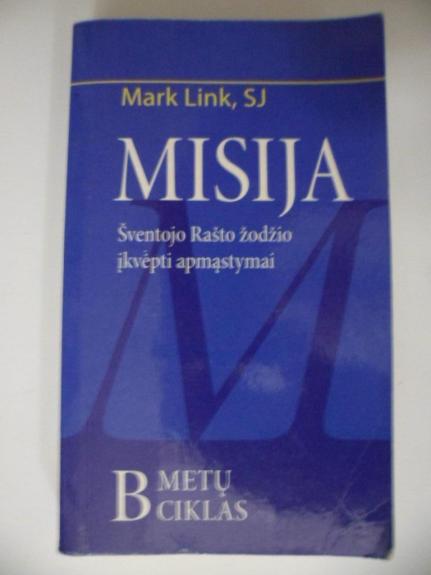 Mark Link, SJ
MISIJA
Šventojo Rašto žodžio
įkvėpti apmąstymai
B METŲ
CIKLAS